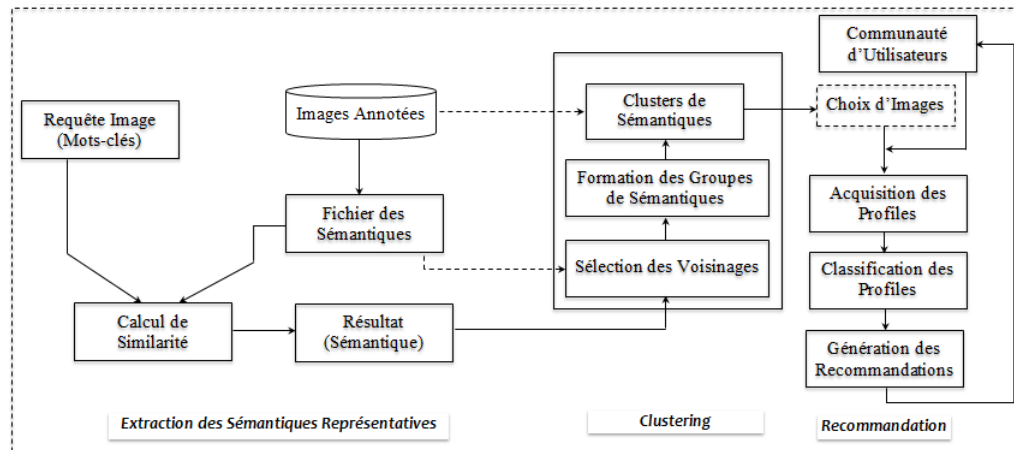 Requête Image
(Mots-clés)
Images Annotées
Fichier des
Sémantiques
Calcul de
Similarité
Résultat
(Sémantique)
Extraction des Sémantiques Représentatives
Clusters de
Sémantiques
Formation des Groupes
de Sémantiques
Sélection des Voisinages
Clustering
Communauté
d'Utilisateurs
Choix d'Images
Acquisition des
Profiles
Classification des
Profiles
Génération des
Recommandations
Recommandation